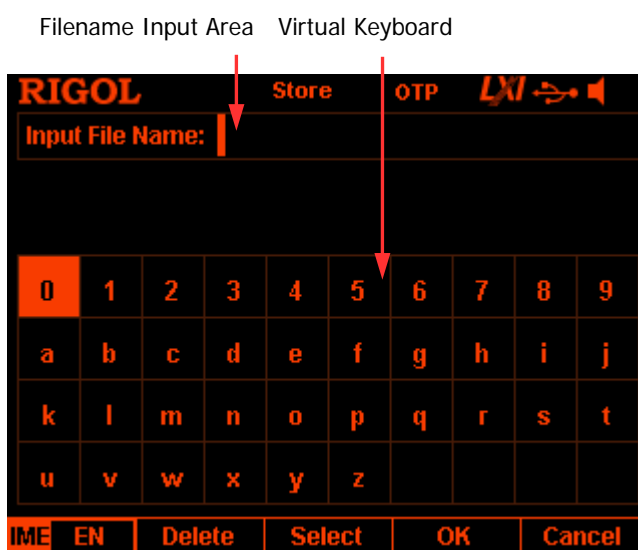 Filename Input Area Virtual Keyboard
RIGOL Store OTP LXI
Input File Name:
0 1 2 3 4 5 6 7 8 9
a b c d e f g h i j
k l m n o p q r s t
u v w x y z
IME EN Delete Select OK Cancel